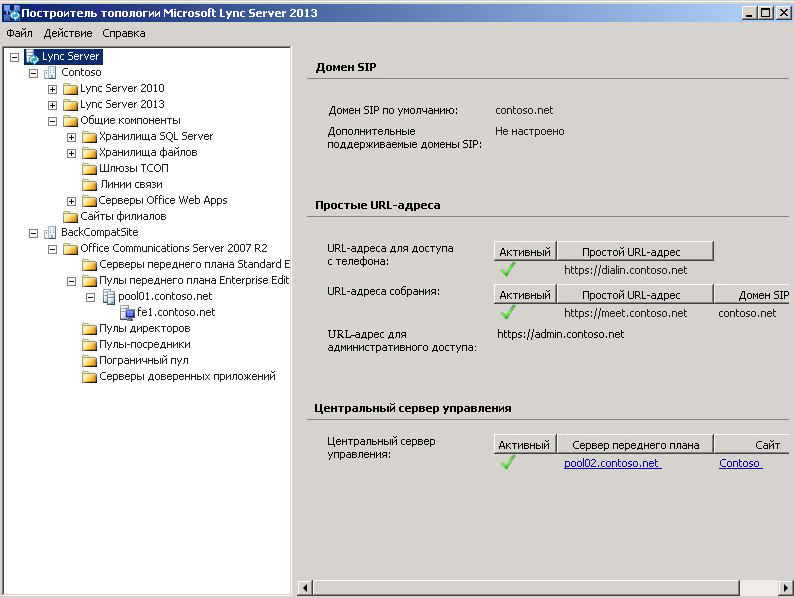 Построитель топологии Microsoft Lync Server 2013
Файл Действие Справка
Lync Server
Contoso
Lync Server 2010
Lync Server 2013
Общие компоненты
Хранилища SQL Server
Хранилища файлов
Шлюзы ТСОП
Линии связи
Серверы Office Web Apps
Сайты филиалов
BackCompatSite
Office Communications Server 2007 R2
Серверы переднего плана Standard E
Пулы переднего плана Enterprise Edit
pool01.contoso.net
fe1.contoso.net
Пулы директоров
Пулы-посредники
Пограничный пул
Серверы доверенных приложений
Домен SIP
Домен SIP по умолчанию: contoso.net
Дополнительные Не настроено
поддерживаемые домены SIP:
Простые URL-адреса
URL-адреса для доступа
с телефона:
Активный Простой URL-адрес
https://dialin.contoso.net
URL-адреса собрания:
Активный Простой URL-адрес Домен SIP
https://meet.contoso.net contoso.net
URL-адрес для https://admin.contoso.net
административного доступа:
Центральный сервер управления
Центральный сервер
управления:
Активный Сервер переднего плана Сайт
pool02.contoso.net Contoso